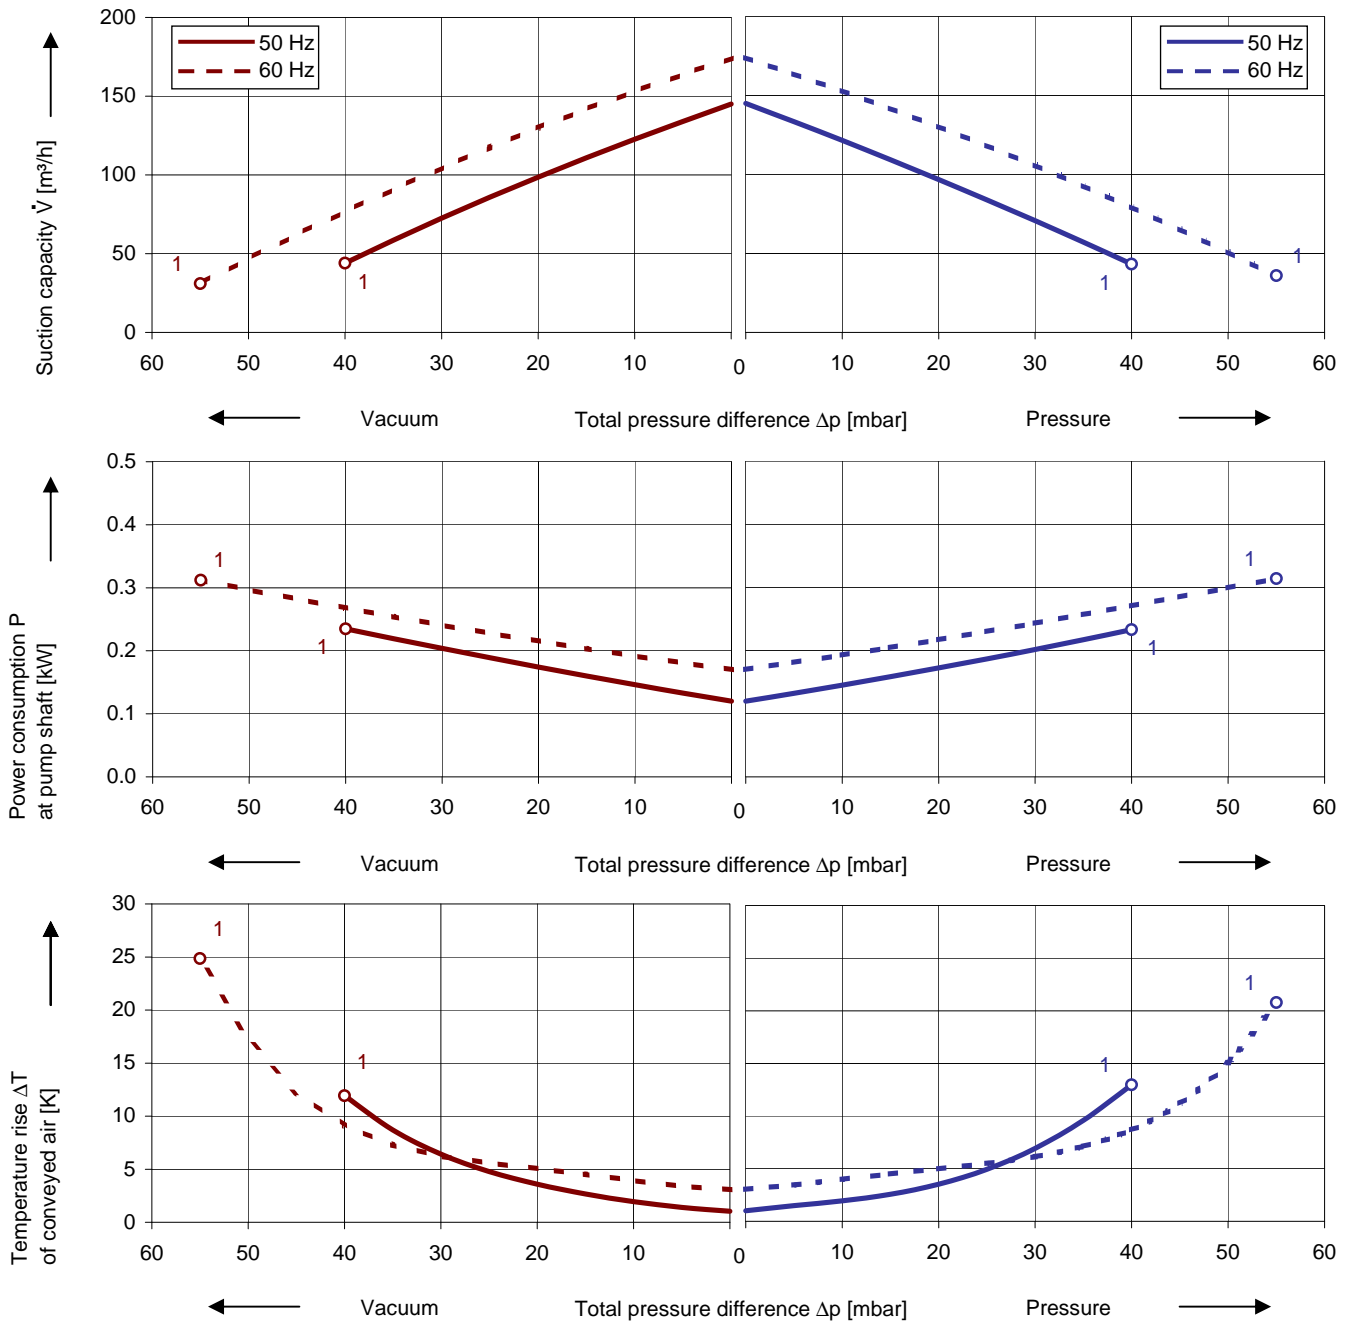 200
150
100
50
0
Suction capacity V̇ [m³/h]
50 Hz
60 Hz
50 Hz
60 Hz
1
1
1
1
60 50 40 30 20 10 0 10 20 30 40 50 60
Vacuum Total pressure difference Δp [mbar] Pressure
0.5
0.4
0.3
0.2
0.1
0.0
Power consumption P
at pump shaft [kW]
1
1
1
1
60 50 40 30 20 10 0 10 20 30 40 50 60
Vacuum Total pressure difference Δp [mbar] Pressure
30
25
20
15
10
5
0
Temperature rise ΔT
of conveyed air [K]
1
1
1
1
60 50 40 30 20 10 0 10 20 30 40 50 60
Vacuum Total pressure difference Δp [mbar] Pressure